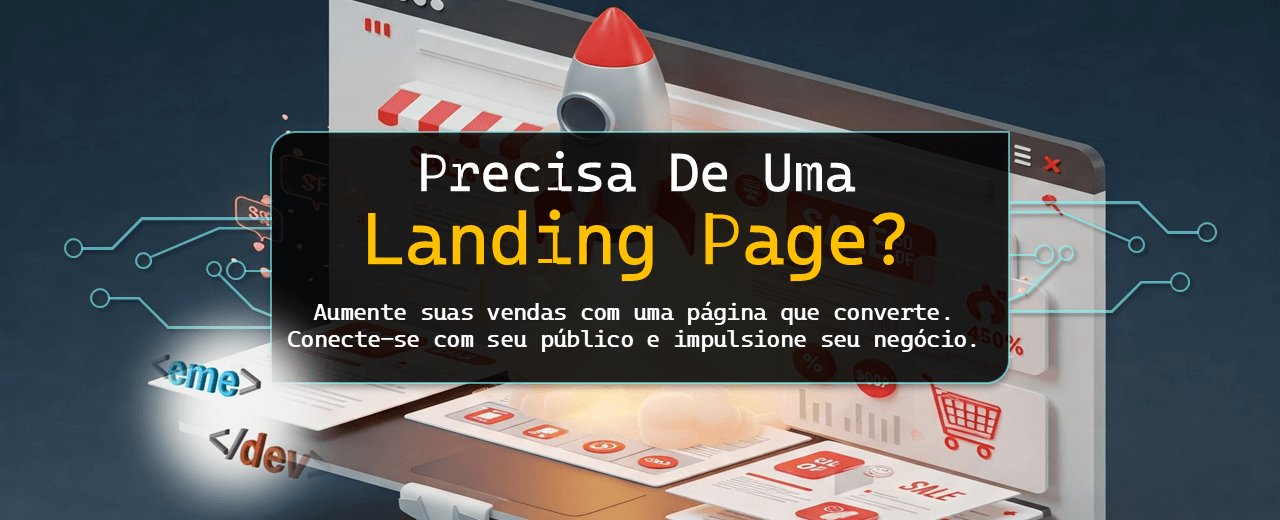 Precisa De Uma
Landing Page?
Aumente suas vendas com uma página que converte.
Conecte-se com seu público e impulsione seu negócio.
450%
%
<eme>
</dev>
SALE